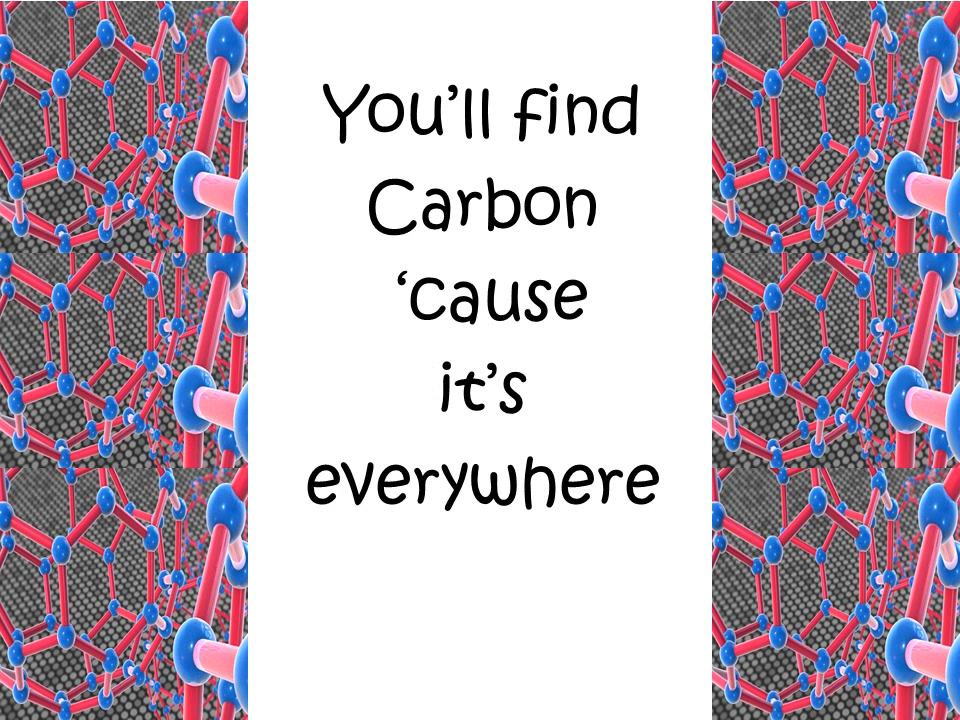 You’ll find
Carbon
‘cause
it’s
everywhere